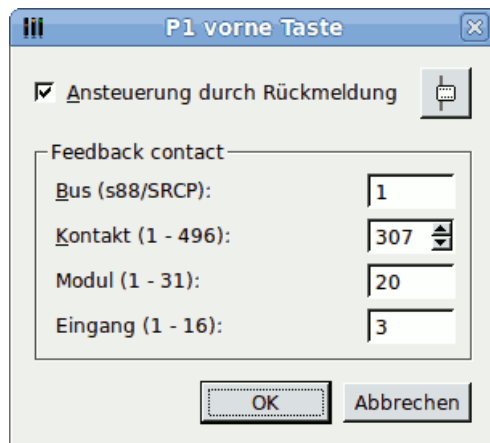 P1 vorne Taste
Ansteuerung durch Rückmeldung
Feedback contact
Bus (s88/SRCP): 1
Kontakt (1 - 496): 307
Modul (1 - 31): 20
Eingang (1 - 16): 3
OK Abbrechen